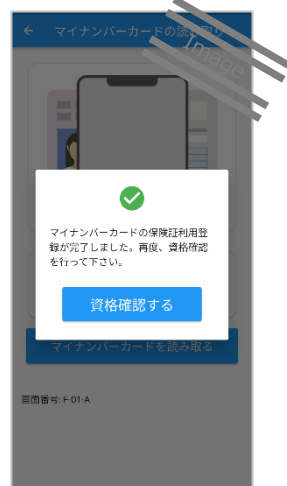 ← マイナンバーカードの読み取り
Image
マイナンバーカードの保険証利用登
録が完了しました。再度、資格確認
を行って下さい。
資格確認する
マイナンバーカードを読み取る
画面番号: F-01-A